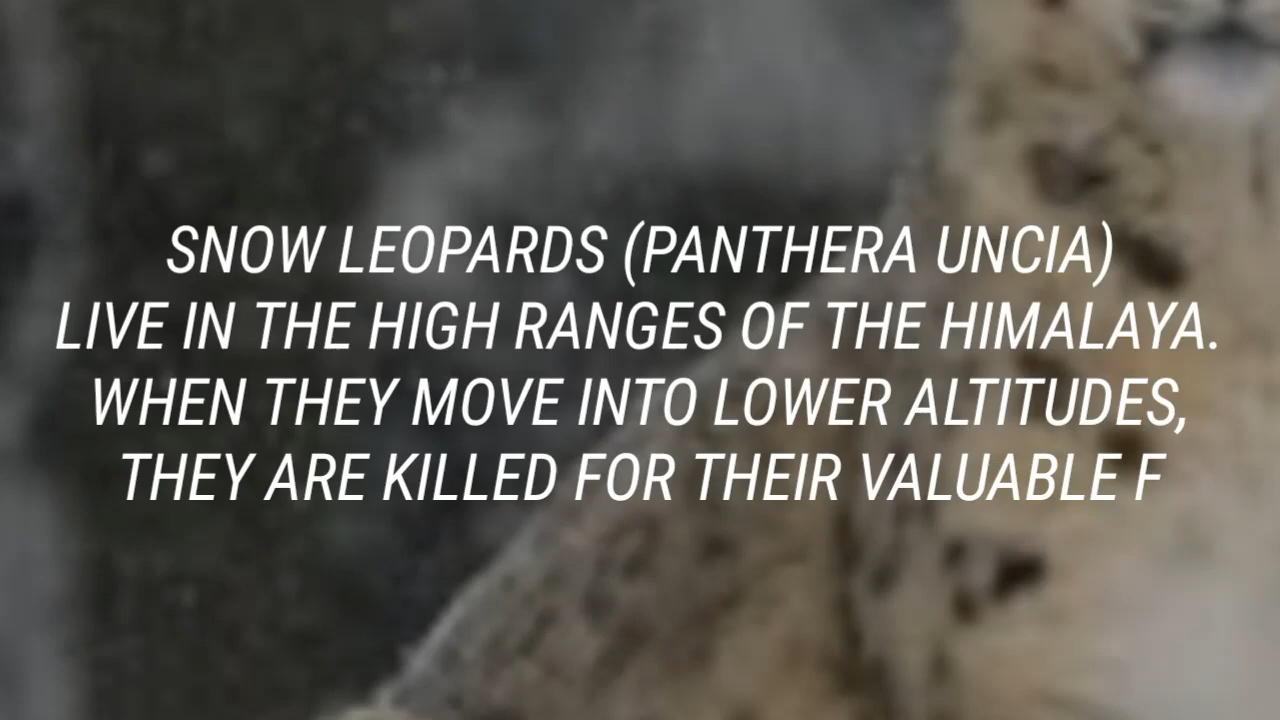 SNOW LEOPARDS (PANTHERA UNCIA)
LIVE IN THE HIGH RANGES OF THE HIMALAYA.
WHEN THEY MOVE INTO LOWER ALTITUDES,
THEY ARE KILLED FOR THEIR VALUABLE F